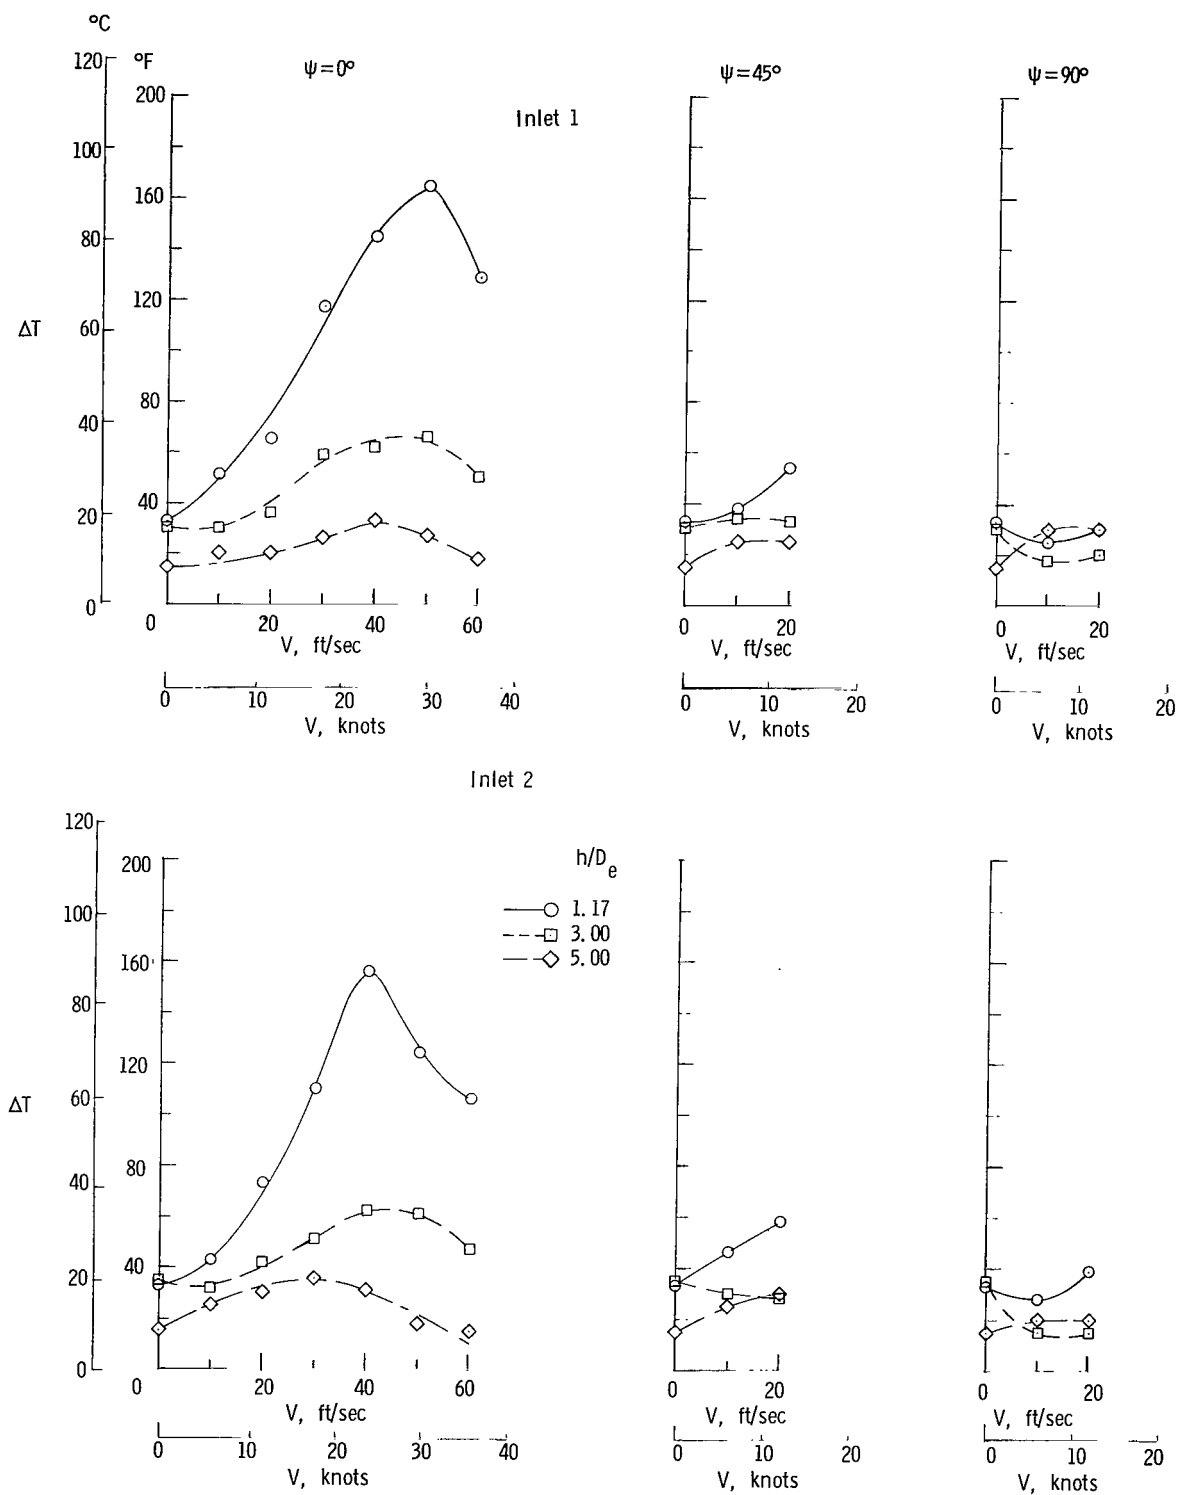 °C
°F
ψ=0°
ψ=45°
ψ=90°
Inlet 1
120
100
80
60
40
20
0
ΔT
200
160
120
80
40
0 20 40 60
V, ft/sec
0 10 20 30 40
V, knots
0 20
V, ft/sec
0 10 20
V, knots
0 20
V, ft/sec
0 10 20
V, knots
Inlet 2
120
100
80
60
40
20
0
ΔT
200
160
120
80
40
h/De
1.17
3.00
5.00
0 20 40 60
V, ft/sec
0 10 20 30 40
V, knots
0 20
V, ft/sec
0 10 20
V, knots
0 20
V, ft/sec
0 10 20
V, knots